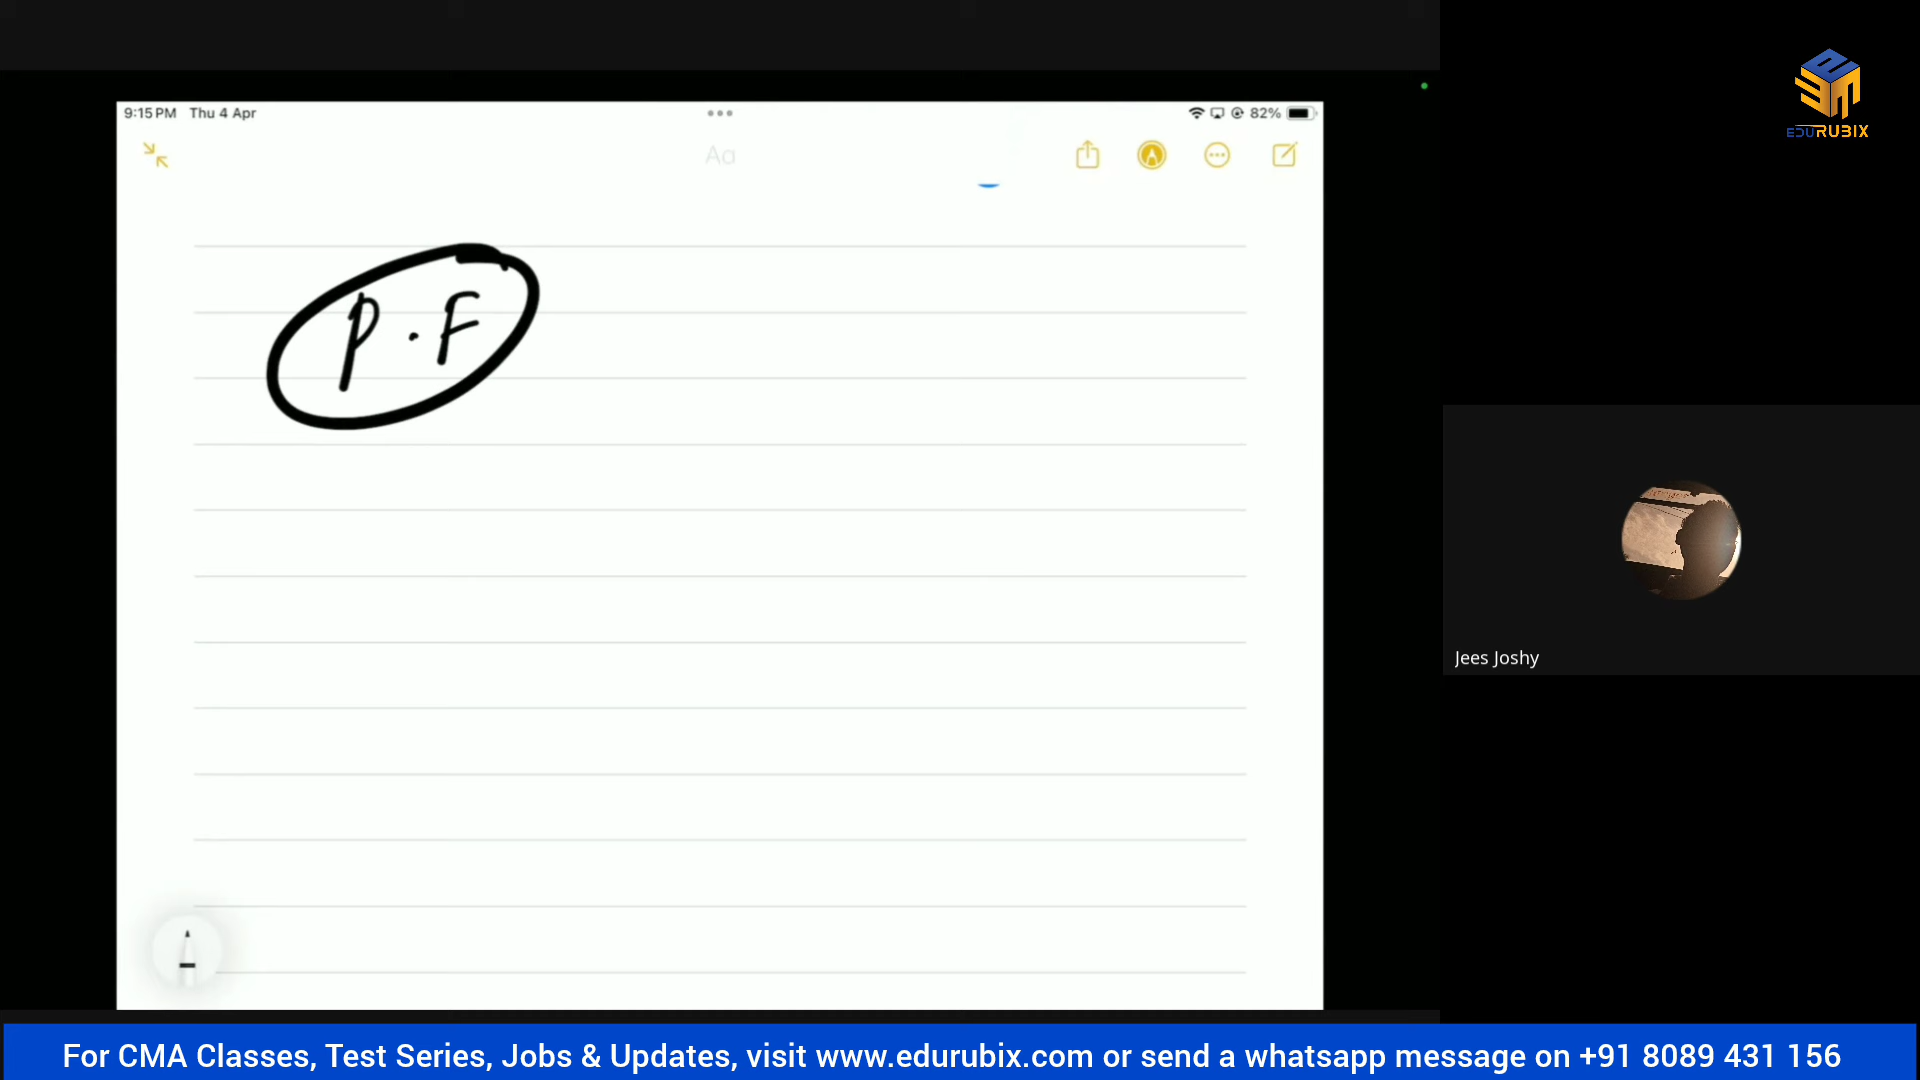 9:15 PM Thu 4 Apr
82%
Aa
P.F
EDURUBIX
Jees Joshy
For CMA Classes, Test Series, Jobs & Updates, visit www.edurubix.com or send a whatsapp message on +91 8089 431 156